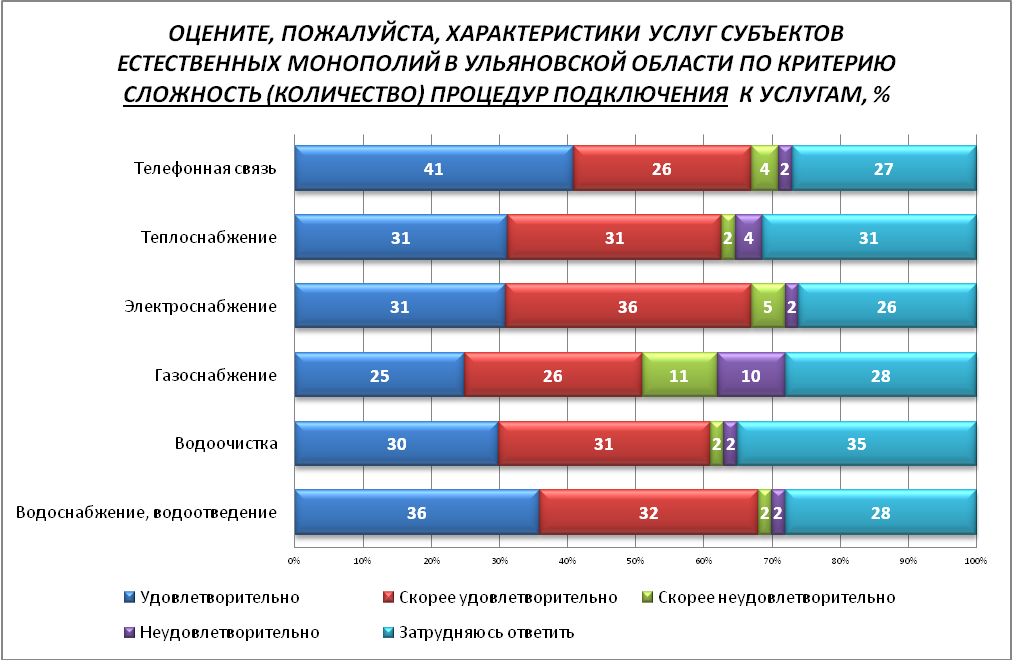 ОЦЕНИТЕ, ПОЖАЛУЙСТА, ХАРАКТЕРИСТИКИ УСЛУГ СУБЪЕКТОВ
ЕСТЕСТВЕННЫХ МОНОПОЛИЙ В УЛЬЯНОВСКОЙ ОБЛАСТИ ПО КРИТЕРИЮ
СЛОЖНОСТЬ (КОЛИЧЕСТВО) ПРОЦЕДУР ПОДКЛЮЧЕНИЯ К УСЛУГАМ, %
Телефонная связь 41 26 4 2 27
Теплоснабжение 31 31 2 4 31
Электроснабжение 31 36 5 2 26
Газоснабжение 25 26 11 10 28
Водоочистка 30 31 2 2 35
Водоснабжение, водоотведение 36 32 2 2 28
0% 10% 20% 30% 40% 50% 60% 70% 80% 90% 100%
Удовлетворительно Скорее удовлетворительно Скорее неудовлетворительно
Неудовлетворительно Затрудняюсь ответить